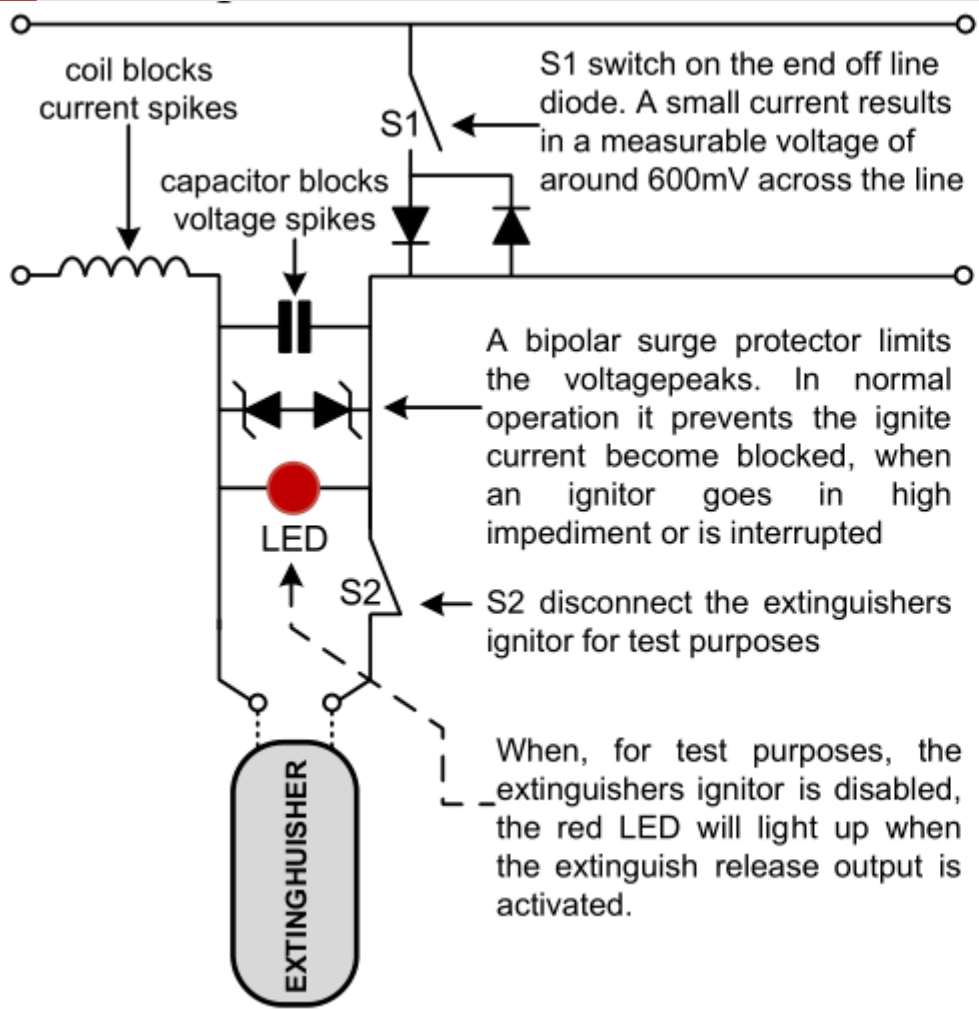 coil blocks
current spikes
S1 switch on the end off line
diode. A small current results
in a measurable voltage of
around 600mV across the line
S1
capacitor blocks
voltage spikes
A bipolar surge protector limits
the voltagepeaks. In normal
operation it prevents the ignite
current become blocked, when
an ignitor goes in high
impediment or is interrupted
LED
S2
S2 disconnect the extinguishers
ignitor for test purposes
When, for test purposes, the
extinguishers ignitor is disabled,
the red LED will light up when
the extinguish release output is
activated.
EXTINGHUISHER